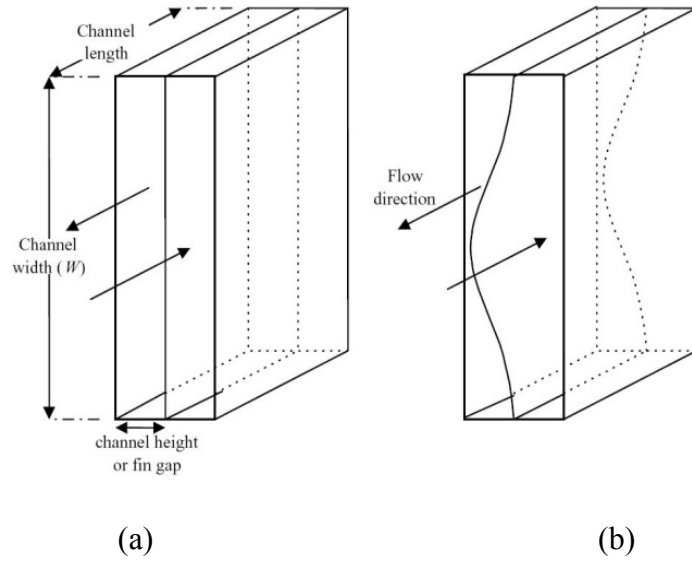 Channel
length
Channel
width (W)
channel height
or fin gap
Flow
direction
(a)
(b)